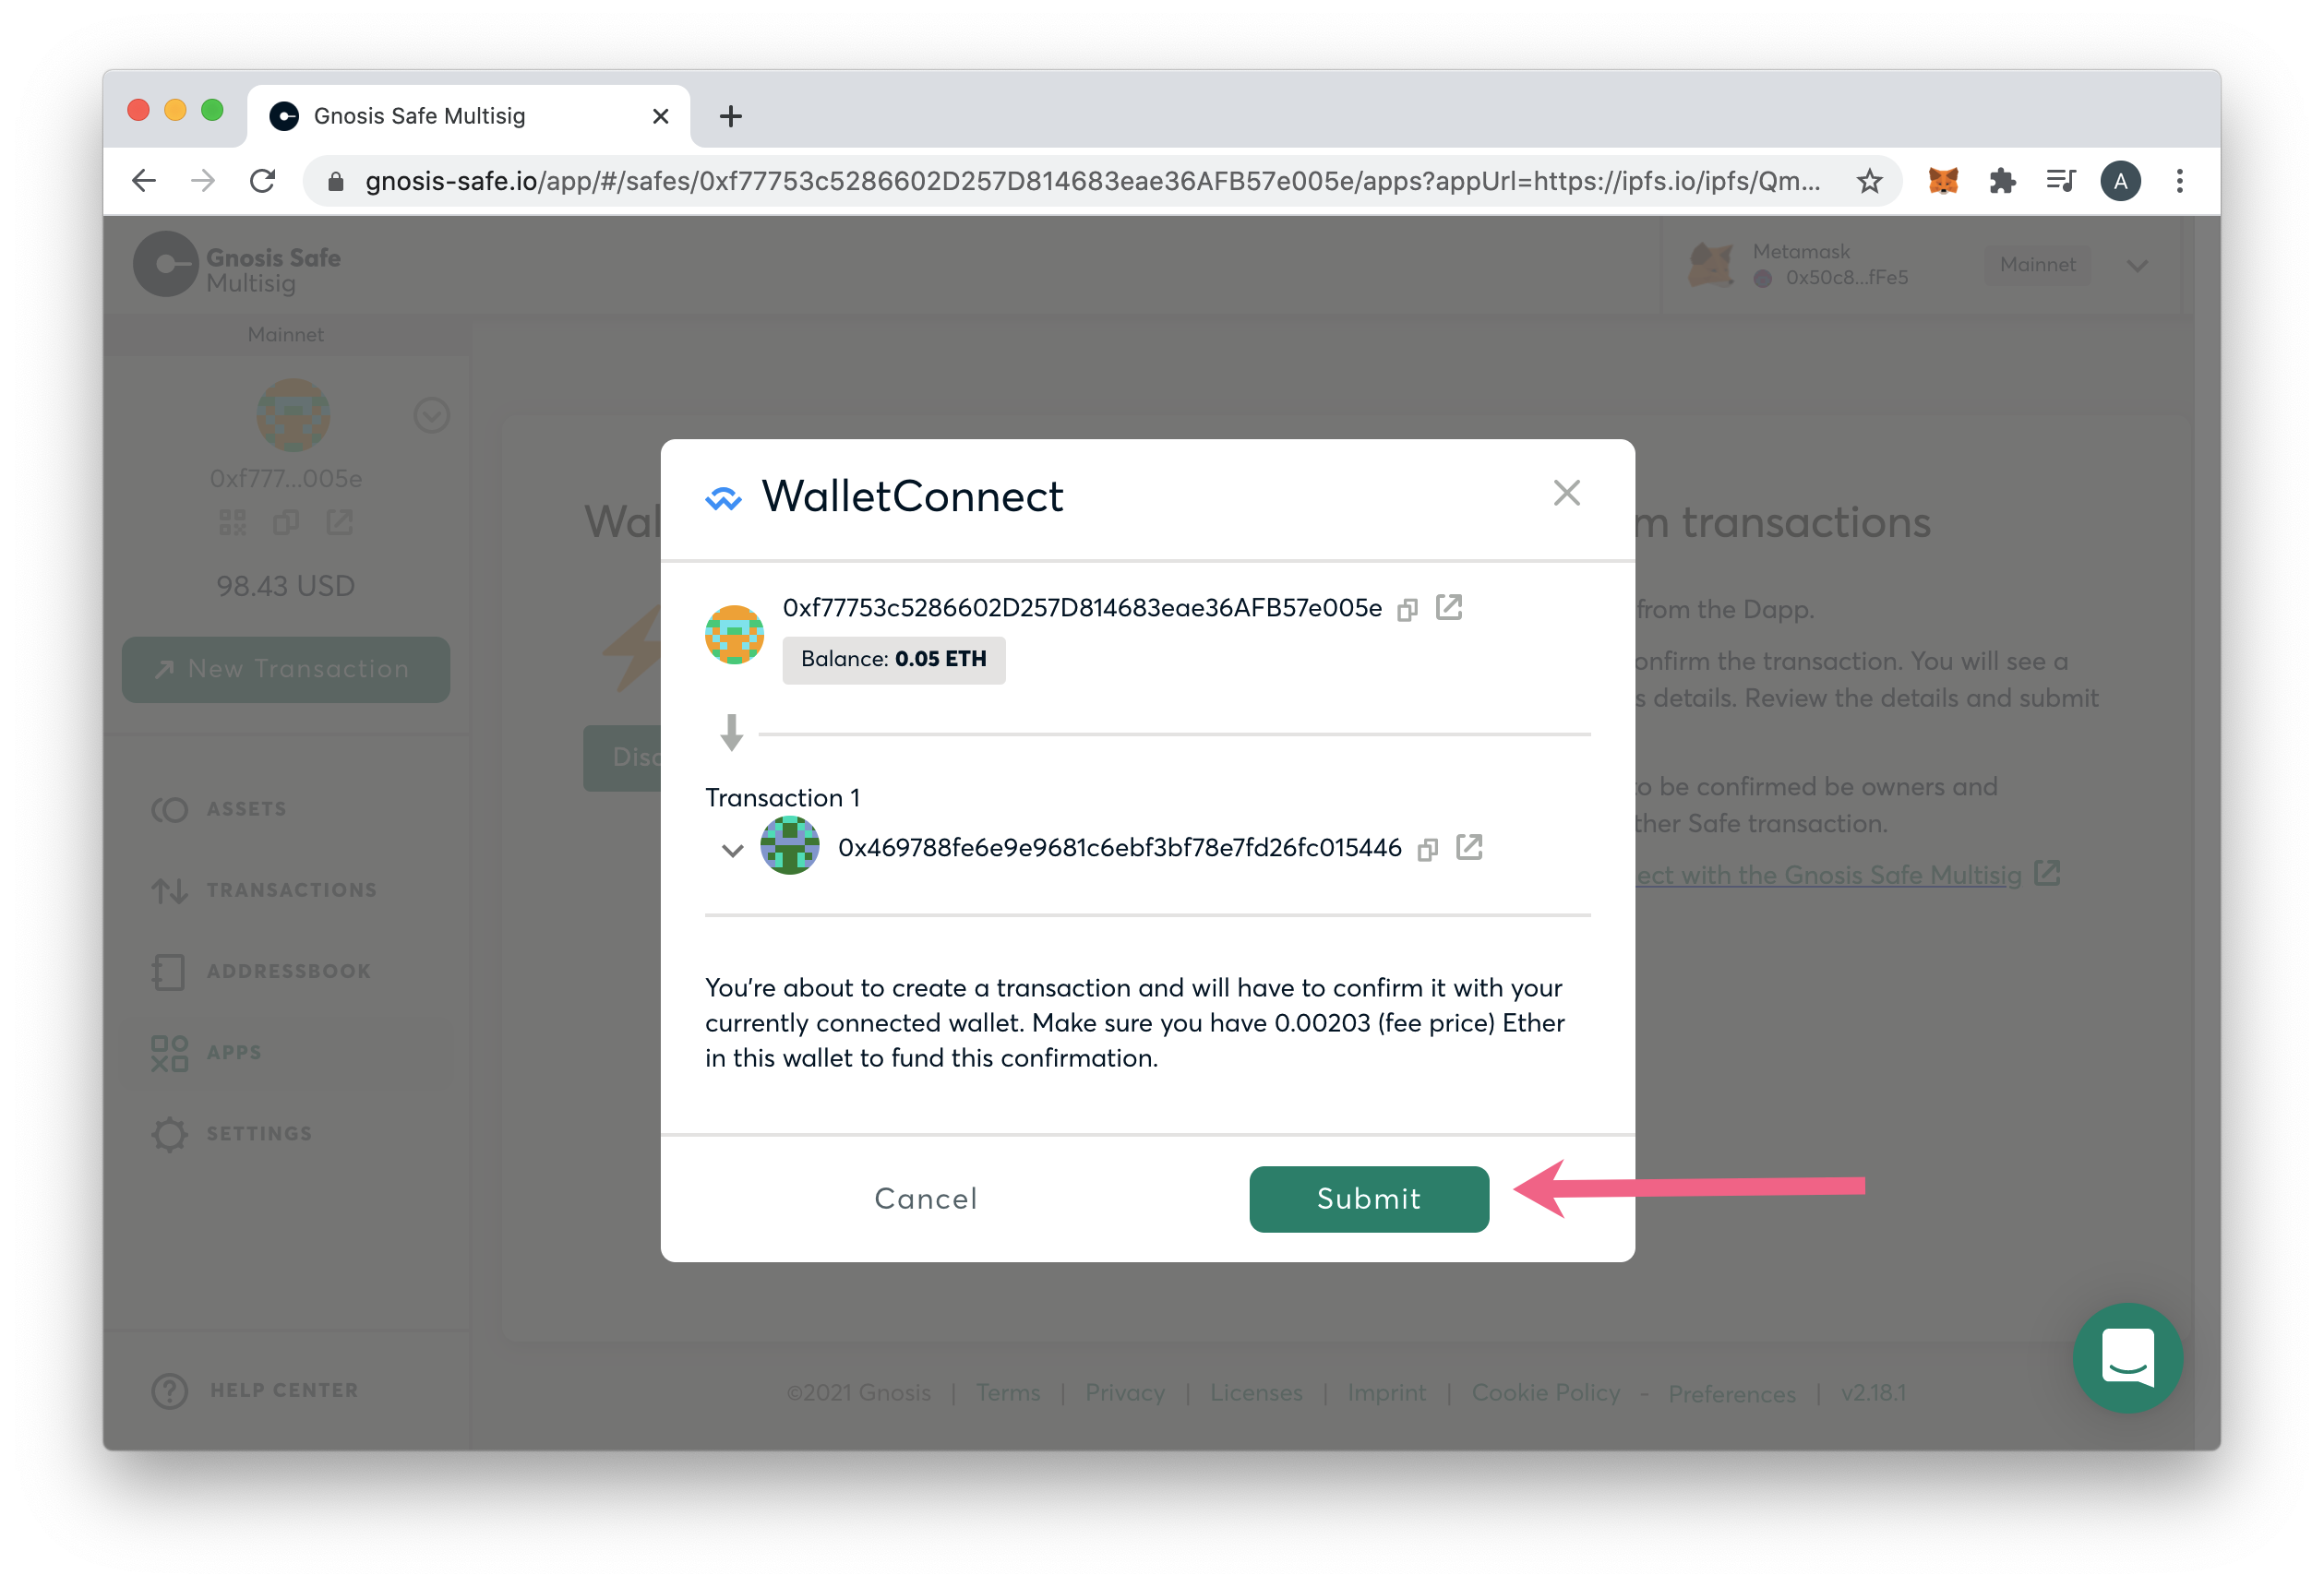 Gnosis Safe Multisig
gnosis-safe.io/app/#/safes/0xf77753c5286602D257D814683eae36AFB57e005e/apps?appUrl=https://ipfs.io/ipfs/Qm...
A
Gnosis Safe
Multisig
Metamask
0x50c8...fFe5
Mainnet
Mainnet
0xf777...005e
98.43 USD
New Transaction
ASSETS
TRANSACTIONS
ADDRESSBOOK
APPS
SETTINGS
HELP CENTER
Wal
Disc
m transactions
from the Dapp.
onfirm the transaction. You will see a
s details. Review the details and submit
o be confirmed be owners and
ther Safe transaction.
ect with the Gnosis Safe Multisig
WalletConnect
0xf77753c5286602D257D814683eae36AFB57e005e
Balance: 0.05 ETH
Transaction 1
0x469788fe6e9e9681c6ebf3bf78e7fd26fc015446
You're about to create a transaction and will have to confirm it with your
currently connected wallet. Make sure you have 0.00203 (fee price) Ether
in this wallet to fund this confirmation.
Cancel
Submit
©2021 Gnosis | Terms | Privacy | Licenses | Imprint | Cookie Policy - Preferences | v2.18.1